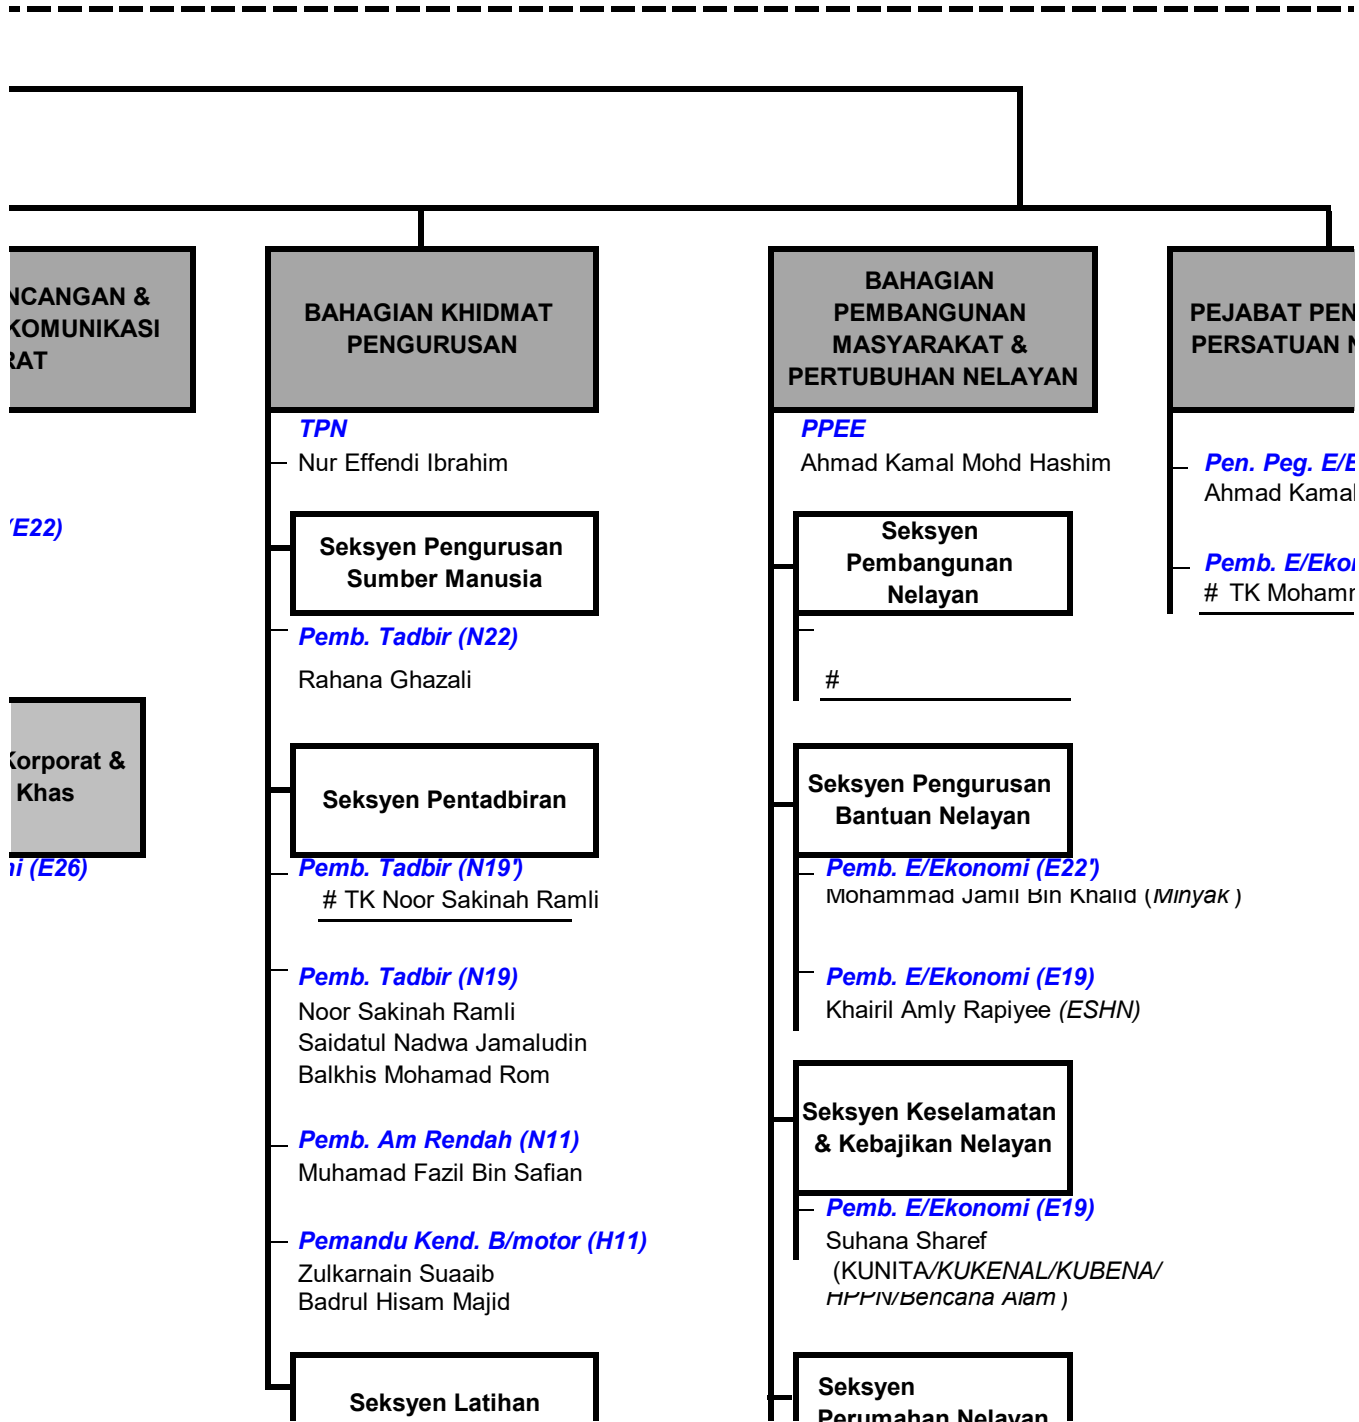 NCANGAN &
KOMUNIKASI
RAT
(E22)
Korporat &
Khas
ni (E26)
BAHAGIAN KHIDMAT
PENGURUSAN
TPN
Nur Effendi Ibrahim
Seksyen Pengurusan
Sumber Manusia
Pemb. Tadbir (N22)
Rahana Ghazali
Seksyen Pentadbiran
Pemb. Tadbir (N19')
# TK Noor Sakinah Ramli
Pemb. Tadbir (N19)
Noor Sakinah Ramli
Saidatul Nadwa Jamaludin
Balkhis Mohamad Rom
Pemb. Am Rendah (N11)
Muhamad Fazil Bin Safian
Pemandu Kend. B/motor (H11)
Zulkarnain Suaaib
Badrul Hisam Majid
Seksyen Latihan
BAHAGIAN
PEMBANGUNAN
MASYARAKAT &
PERTUBUHAN NELAYAN
PPEE
Ahmad Kamal Mohd Hashim
Seksyen
Pembangunan
Nelayan
#
Seksyen Pengurusan
Bantuan Nelayan
Pemb. E/Ekonomi (E22')
Mohammad Jamil Bin Khalid (Minyak )
Pemb. E/Ekonomi (E19)
Khairil Amly Rapiyee (ESHN)
Seksyen Keselamatan
& Kebajikan Nelayan
Pemb. E/Ekonomi (E19)
Suhana Sharef
(KUNITA/KUKENAL/KUBENA/
HPPN/Bencana Alam )
Seksyen
Perumahan Nelayan
PEJABAT PEN
PERSATUAN N
Pen. Peg. E/E
Ahmad Kamal
Pemb. E/Ekon
# TK Mohamm